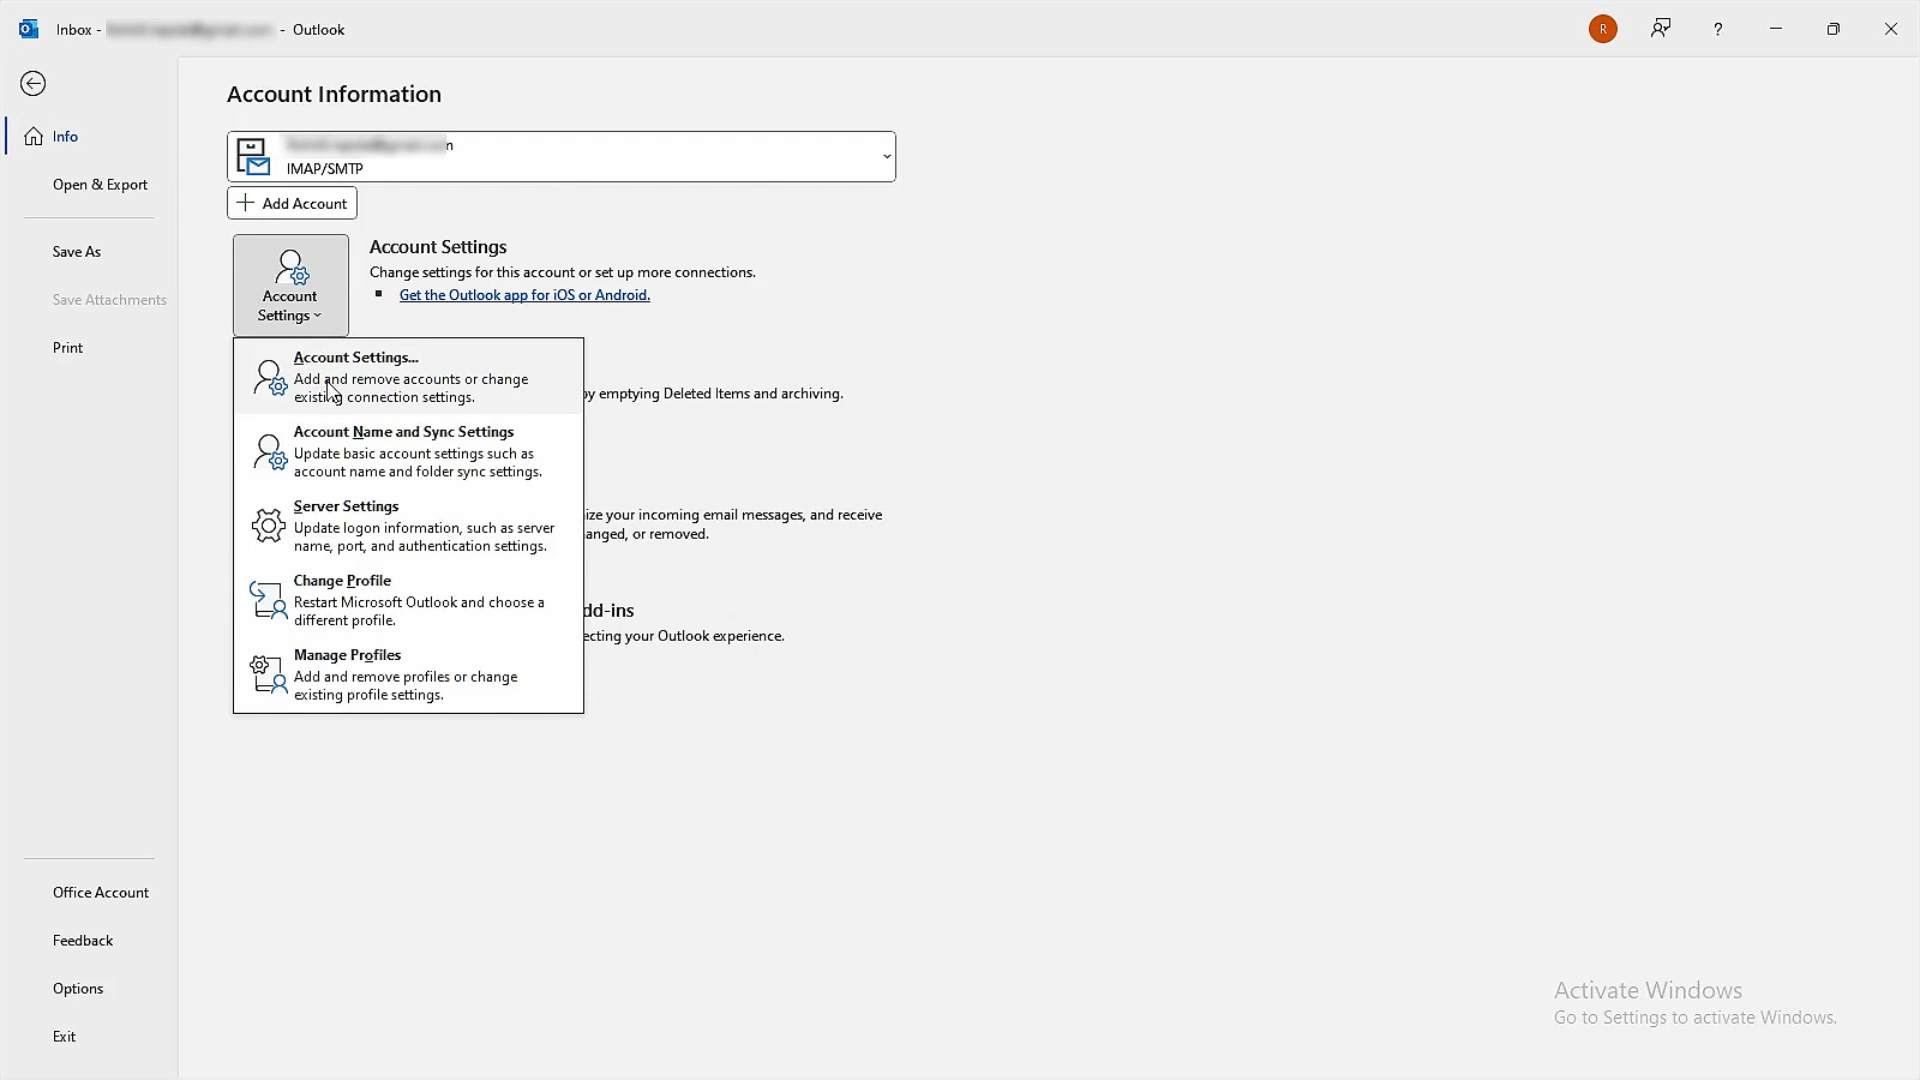 Inbox -
- Outlook
R
?
Account Information
Info
IMAP/SMTP
Open & Export
Add Account
Save As
Account Settings
Account Settings
Change settings for this account or set up more connections.
Get the Outlook app for iOS or Android.
Save Attachments
Print
Account Settings...
Add and remove accounts or change
existing connection settings.
by emptying Deleted Items and archiving.
Account Name and Sync Settings
Update basic account settings such as
account name and folder sync settings.
Server Settings
Update logon information, such as server
name, port, and authentication settings.
ize your incoming email messages, and receive
anged, or removed.
Change Profile
Restart Microsoft Outlook and choose a
different profile.
dd-ins
ecting your Outlook experience.
Manage Profiles
Add and remove profiles or change
existing profile settings.
Office Account
Feedback
Options
Exit
Activate Windows
Go to Settings to activate Windows.